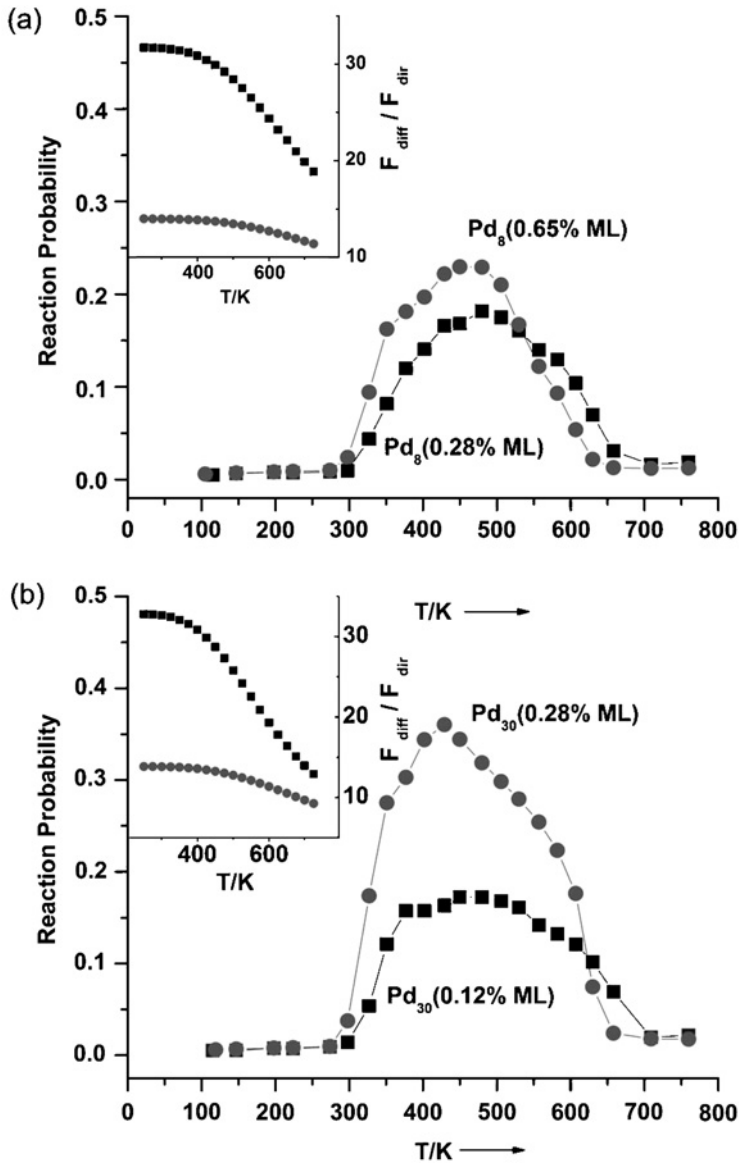 (a)
0.5
0.4
0.3
0.2
0.1
0.0
Reaction Probability
30
20
10
F_diff / F_dir
400 600
T/K
Pd₈(0.65% ML)
Pd₈(0.28% ML)
0 100 200 300 400 500 600 700 800
T/K ⟶
(b)
0.5
0.4
0.3
0.2
0.1
0.0
Reaction Probability
30
20
10
F_diff / F_dir
400 600
T/K
Pd₃₀(0.28% ML)
Pd₃₀(0.12% ML)
0 100 200 300 400 500 600 700 800
T/K ⟶